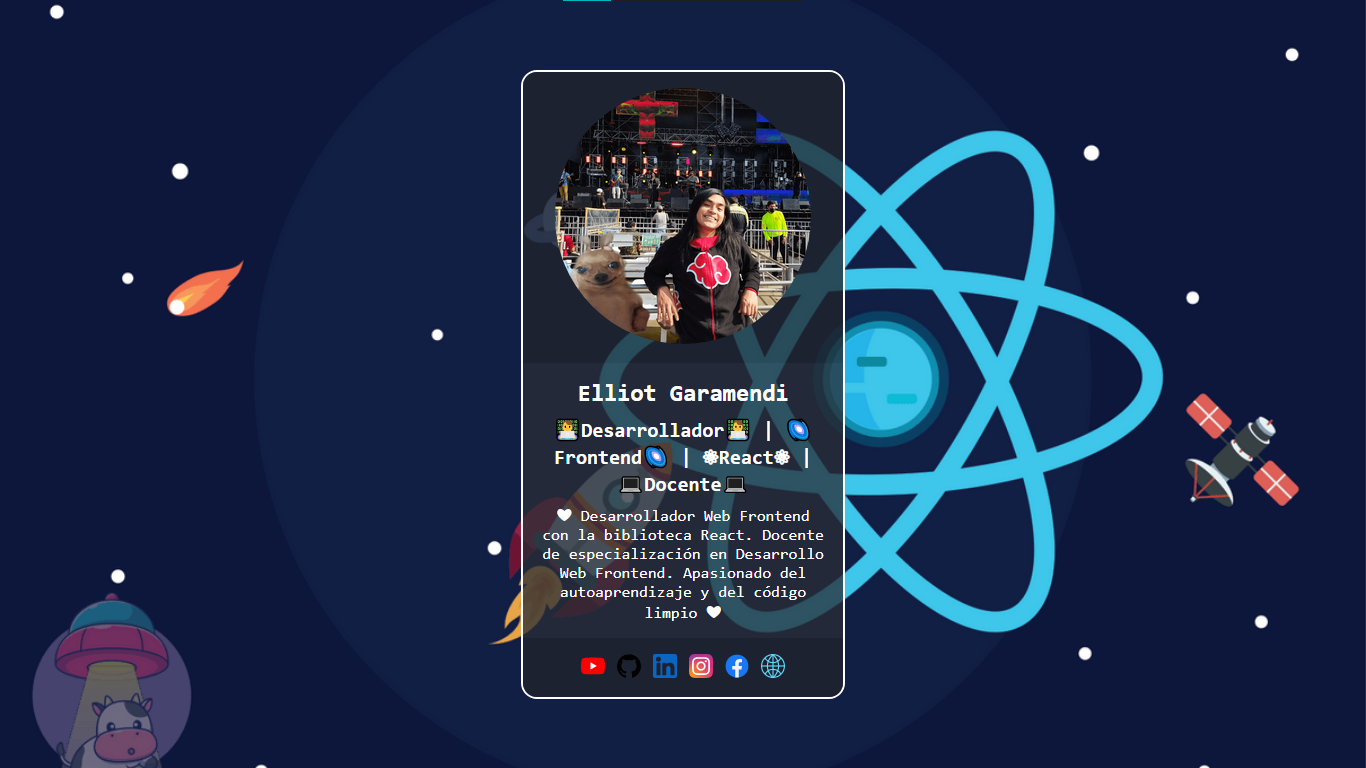 Elliot Garamendi
👨‍💻Desarrollador👨‍💻 | 🌀
Frontend🌀 | ⚛React⚛ |
💻Docente💻
🤍 Desarrollador Web Frontend
con la biblioteca React. Docente
de especialización en Desarrollo
Web Frontend. Apasionado del
autoaprendizaje y del código
limpio 🤍
in